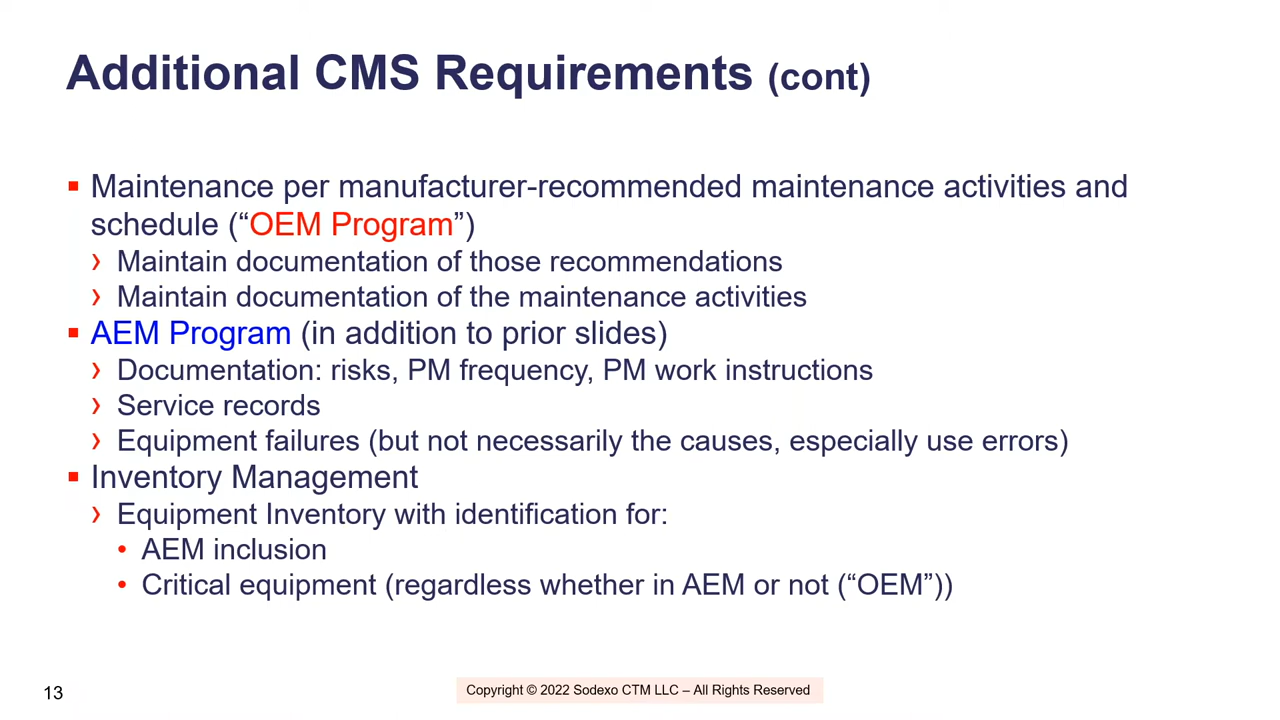 Additional CMS Requirements (cont)
▪ Maintenance per manufacturer-recommended maintenance activities and
schedule (“OEM Program”)
› Maintain documentation of those recommendations
› Maintain documentation of the maintenance activities
▪ AEM Program (in addition to prior slides)
› Documentation: risks, PM frequency, PM work instructions
› Service records
› Equipment failures (but not necessarily the causes, especially use errors)
▪ Inventory Management
› Equipment Inventory with identification for:
• AEM inclusion
• Critical equipment (regardless whether in AEM or not (“OEM”))
13
Copyright © 2022 Sodexo CTM LLC – All Rights Reserved